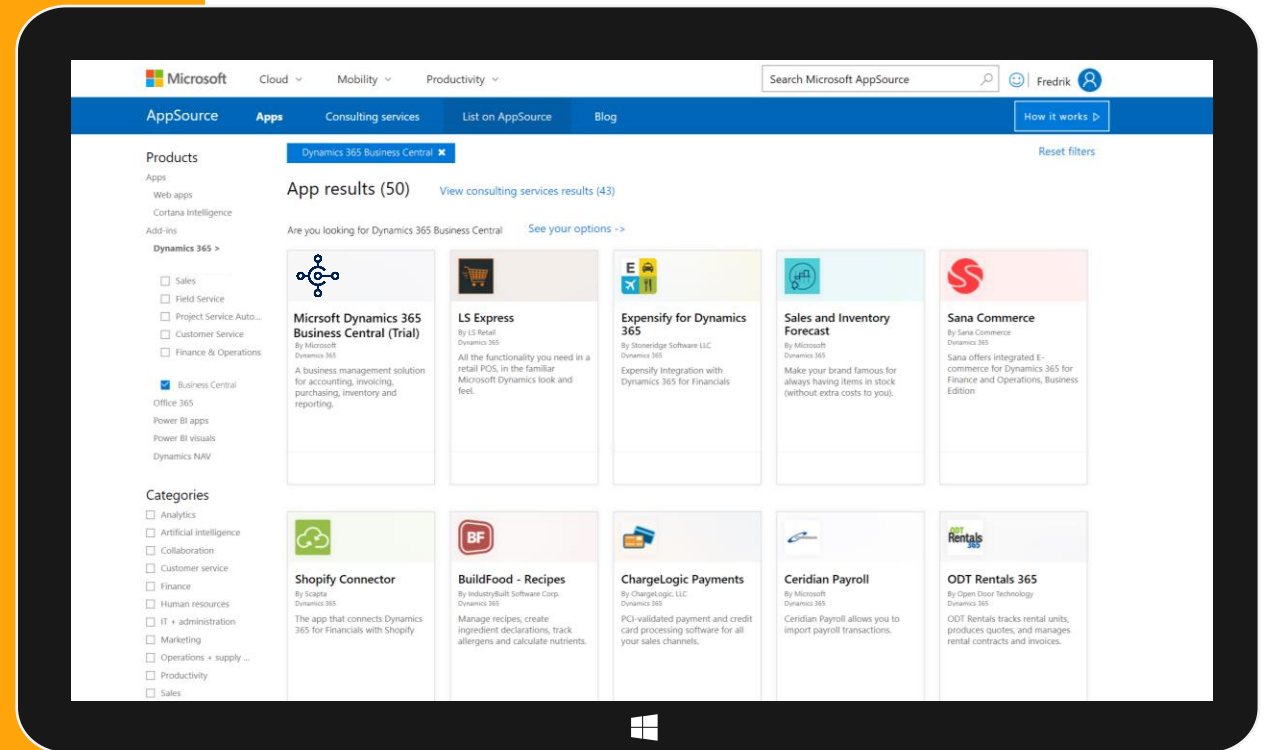 Microsoft Cloud Mobility Productivity Search Microsoft AppSource Fredrik
AppSource Apps Consulting services List on AppSource Blog How it works
Products
Apps
Web apps
Cortana Intelligence
Add-ins
Dynamics 365 >
Sales
Field Service
Project Service Auto...
Customer Service
Finance & Operations
Business Central
Office 365
Power BI apps
Power BI visuals
Dynamics NAV
Categories
Analytics
Artificial intelligence
Collaboration
Customer service
Finance
Human resources
IT + administration
Marketing
Operations + supply ...
Productivity
Sales
Dynamics 365 Business Central ✖
Reset filters
App results (50) View consulting services results (43)
Are you looking for Dynamics 365 Business Central See your options ->
Micrsoft Dynamics 365
Business Central (Trial)
By Microsoft
Dynamics 365
A business management solution
for accounting, invoicing,
purchasing, inventory and
reporting.
LS Express
By LS Retail
Dynamics 365
All the functionality you need in a
retail POS, in the familiar
Microsoft Dynamics look and
feel.
E
Expensify for Dynamics
365
By Stoneridge Software LLC
Dynamics 365
Expensify Integration with
Dynamics 365 for Financials
Sales and Inventory
Forecast
By Microsoft
Dynamics 365
Make your brand famous for
always having items in stock
(without extra costs to you).
Sana Commerce
By Sana Commerce
Dynamics 365
Sana offers integrated E-
commerce for Dynamics 365 for
Finance and Operations, Business
Edition
Shopify Connector
By Scapta
Dynamics 365
The app that connects Dynamics
365 for Financials with Shopify
BF
BuildFood - Recipes
By IndustryBuilt Software Corp.
Dynamics 365
Manage recipes, create
ingredient declarations, track
allergens and calculate nutrients.
ChargeLogic Payments
By ChargeLogic, LLC
Dynamics 365
PCI-validated payment and credit
card processing software for all
your sales channels.
Ceridian Payroll
By Microsoft
Dynamics 365
Ceridian Payroll allows you to
import payroll transactions.
ODT
Rentals
365
ODT Rentals 365
By Open Door Technology
Dynamics 365
ODT Rentals tracks rental units,
produces quotes, and manages
rental contracts and invoices.